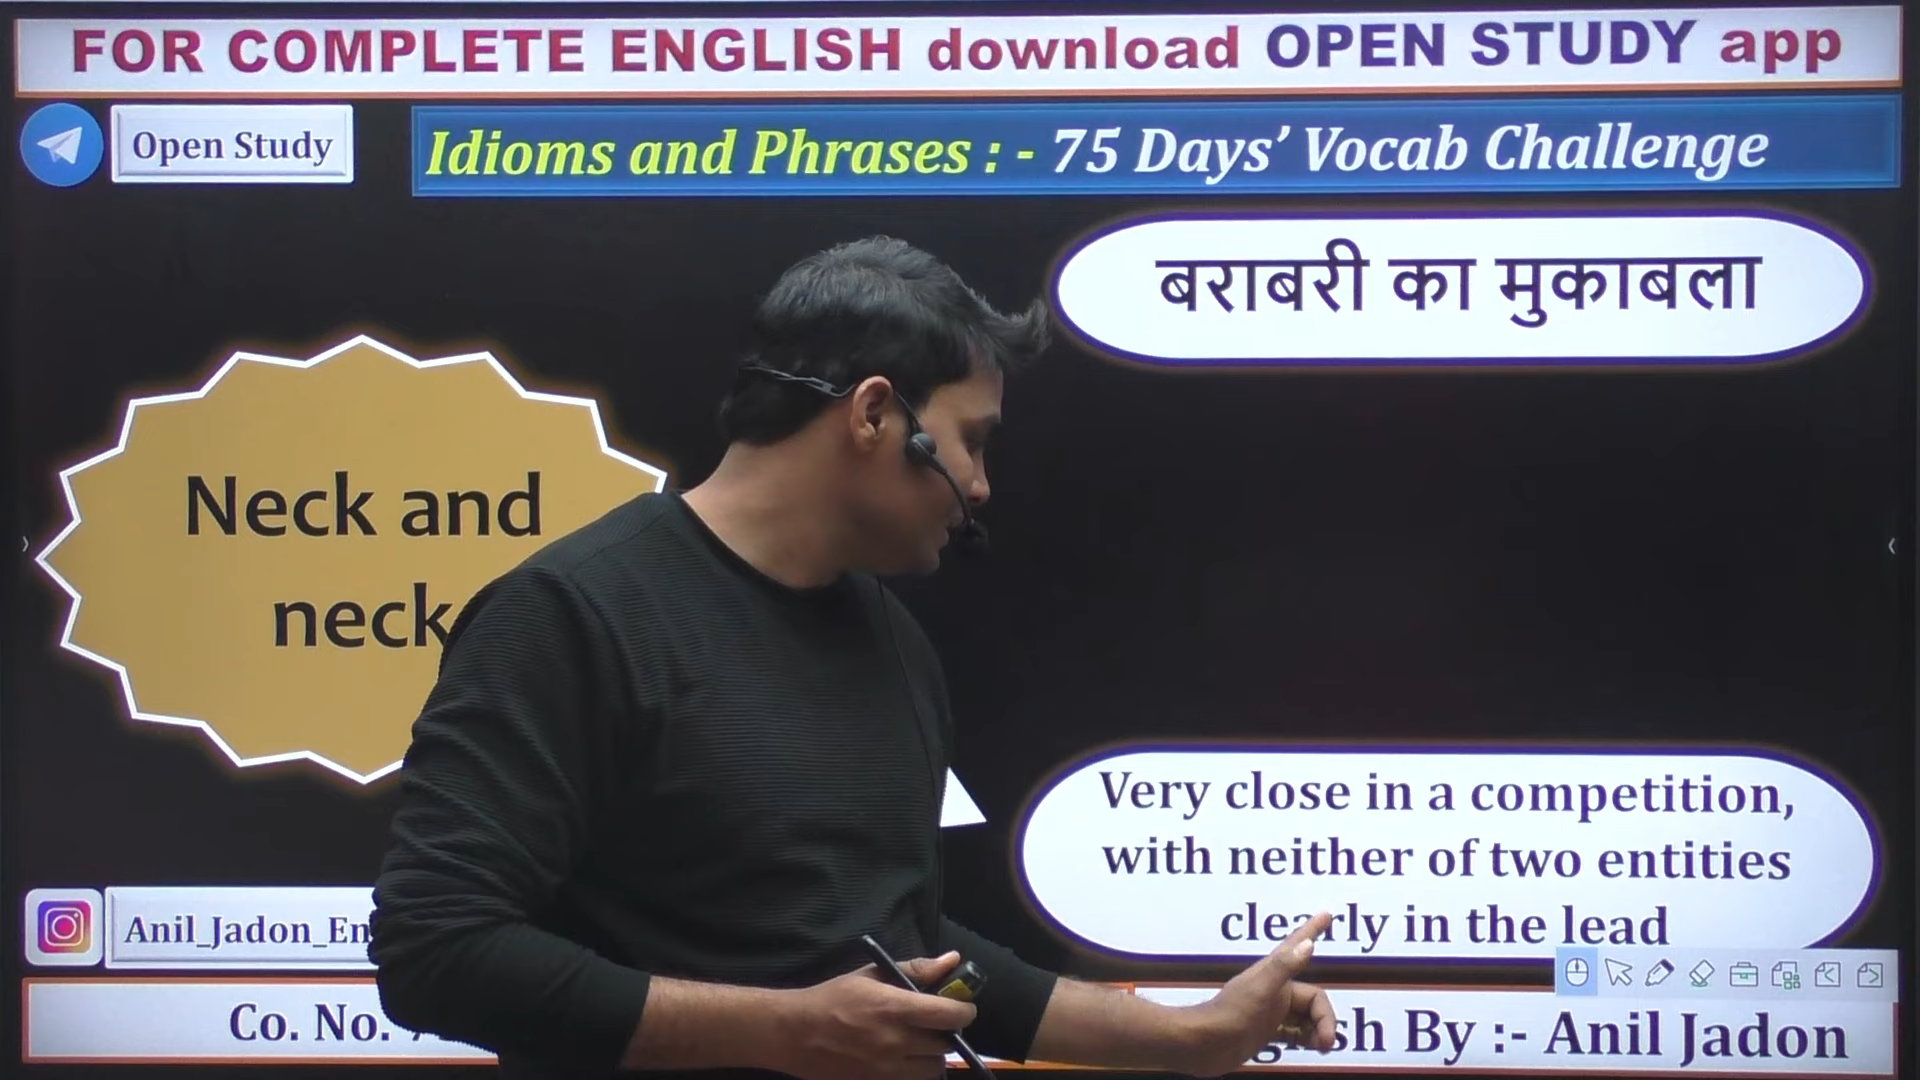 FOR COMPLETE ENGLISH download OPEN STUDY app
Open Study
Idioms and Phrases : - 75 Days’ Vocab Challenge
बराबरी का मुकाबला
Neck and
neck
Very close in a competition,
with neither of two entities
clearly in the lead
Co. No.
By :- Anil Jadon